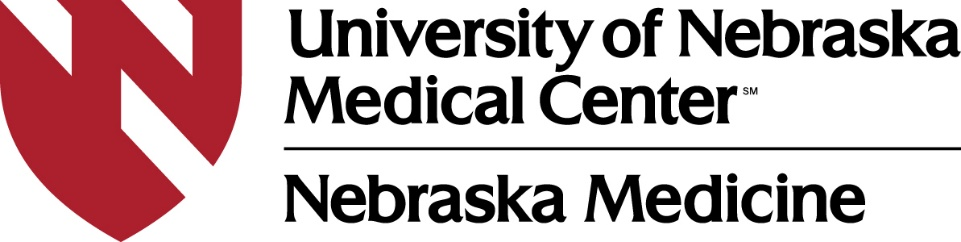 University of Nebraska
Medical Center℠
Nebraska Medicine